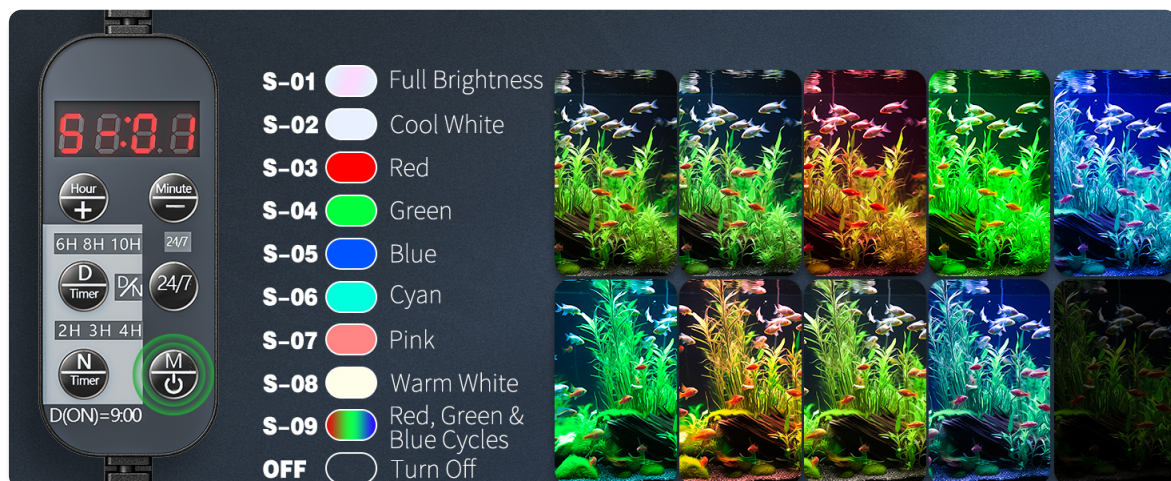 S-:01
Hour
+
Minute
−
6H 8H 10H
24/7
D
Timer
D/N
24/7
2H 3H 4H
N
Timer
M
D(ON)=9:00
S-01 Full Brightness
S-02 Cool White
S-03 Red
S-04 Green
S-05 Blue
S-06 Cyan
S-07 Pink
S-08 Warm White
S-09 Red, Green &
Blue Cycles
OFF Turn Off